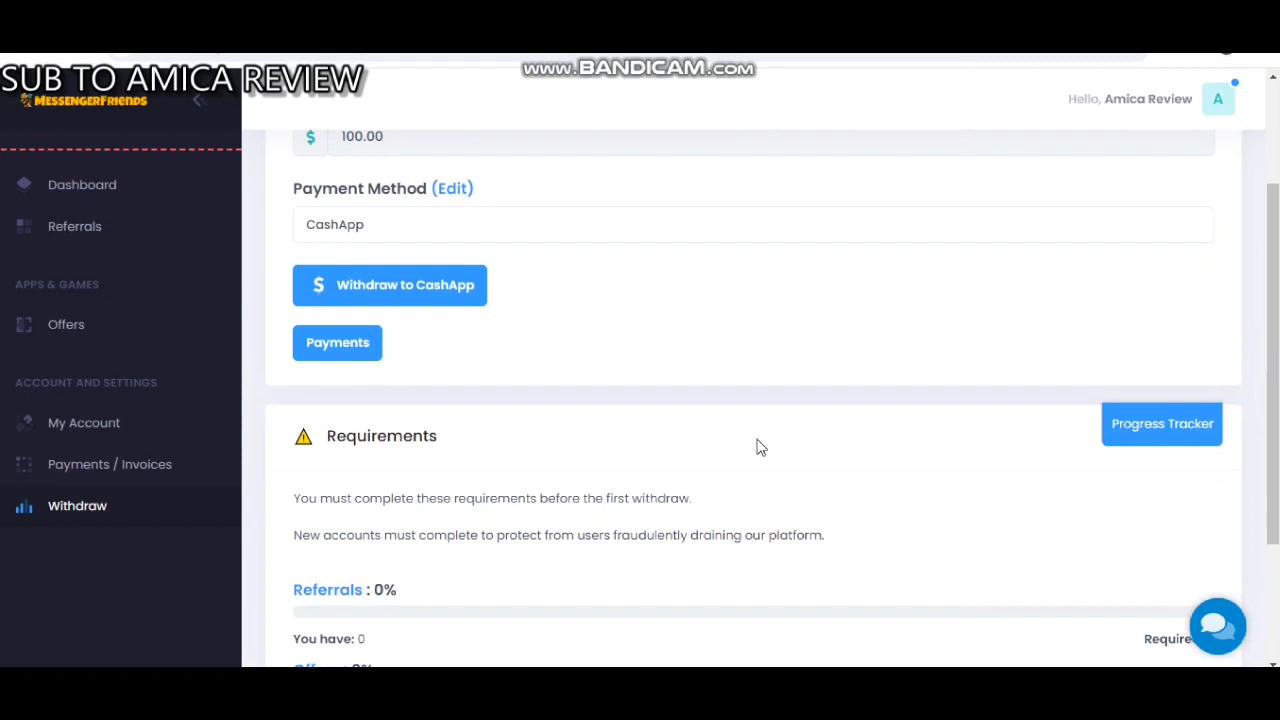 www.BANDICAM.com
SUB TO AMICA REVIEW
MESSENGERFRIENDS
Hello, Amica Review A
$ 100.00
Payment Method (Edit)
CashApp
$ Withdraw to CashApp
Payments
Dashboard
Referrals
APPS & GAMES
Offers
ACCOUNT AND SETTINGS
My Account
Payments / Invoices
Withdraw
Requirements
Progress Tracker
You must complete these requirements before the first withdraw.
New accounts must complete to protect from users fraudulently draining our platform.
Referrals : 0%
You have: 0